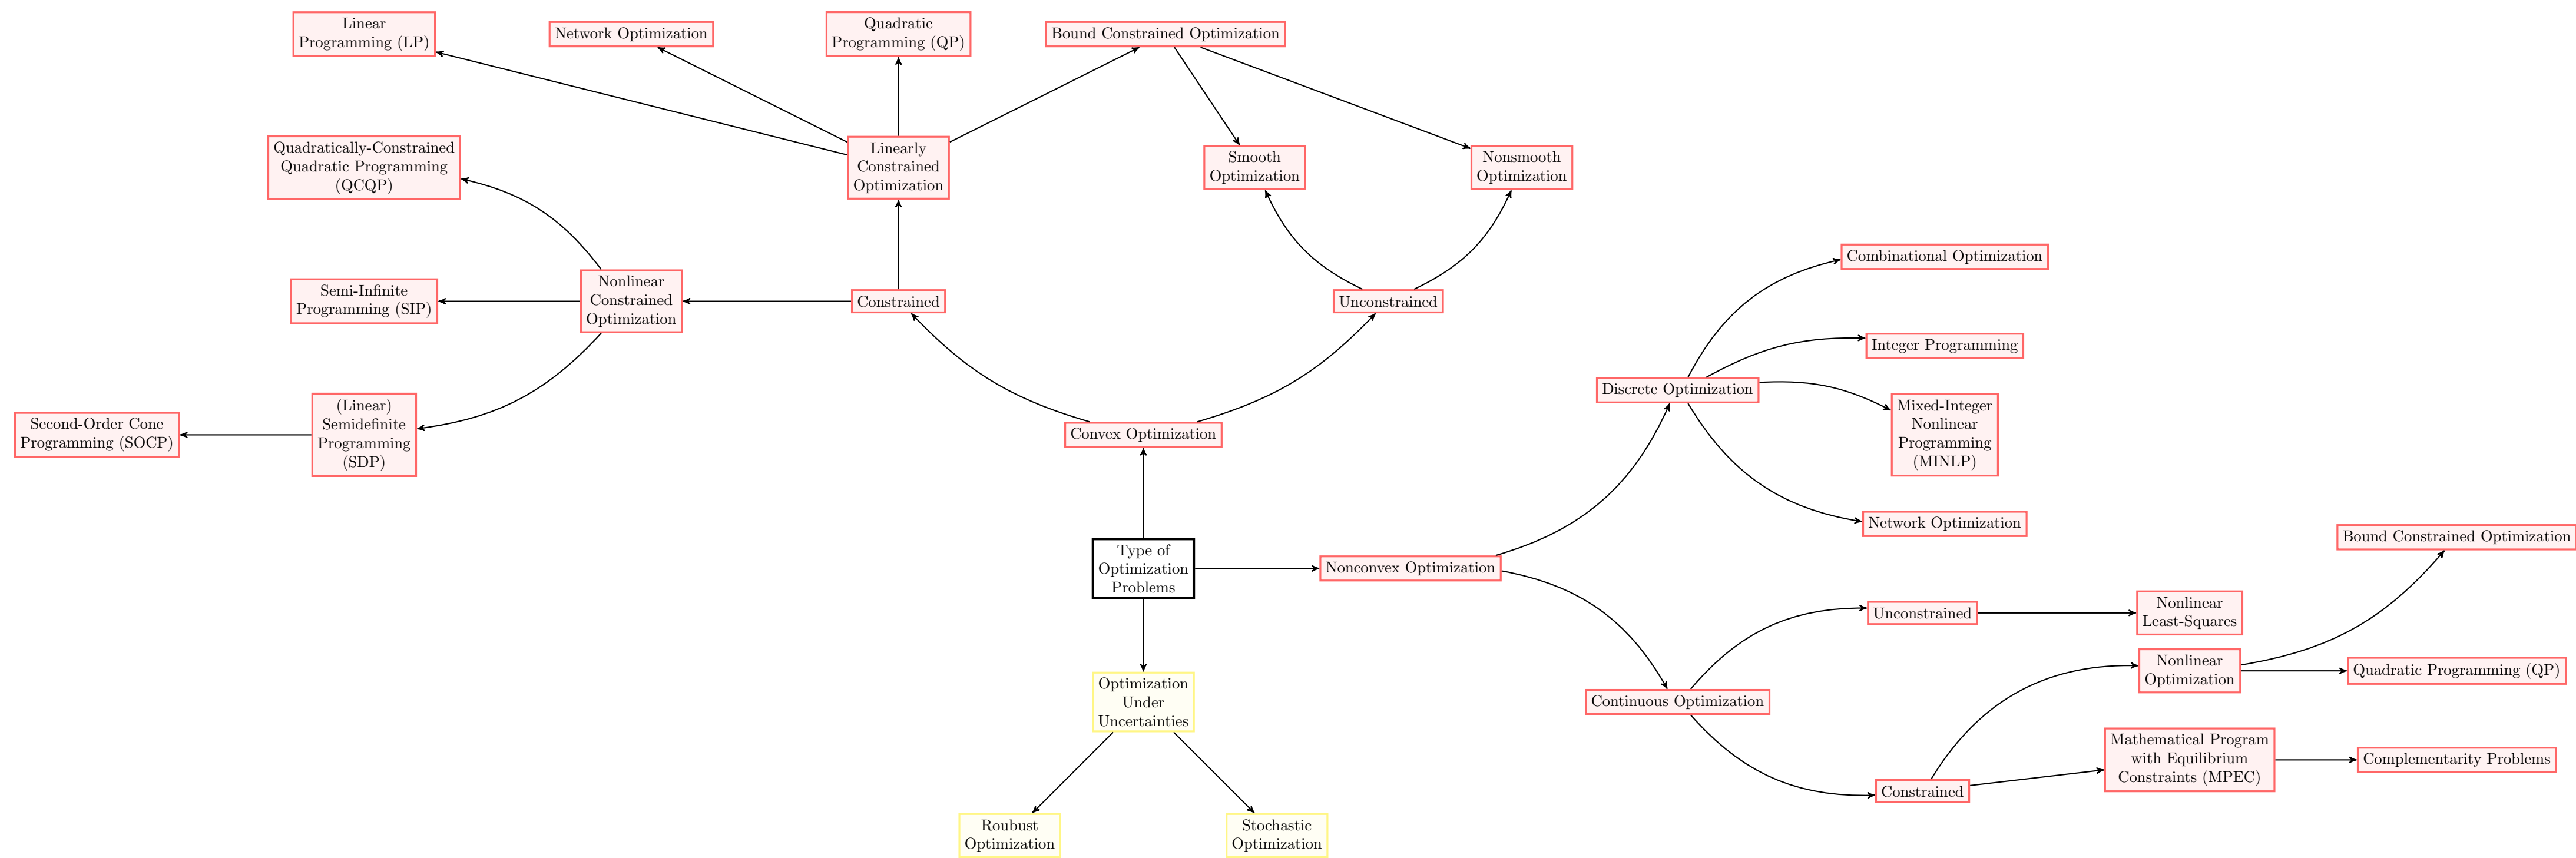 Linear
Programming (LP)
Network Optimization
Quadratic
Programming (QP)
Bound Constrained Optimization
Quadratically-Constrained
Quadratic Programming
(QCQP)
Linearly
Constrained
Optimization
Smooth
Optimization
Nonsmooth
Optimization
Combinational Optimization
Semi-Infinite
Programming (SIP)
Nonlinear
Constrained
Optimization
Constrained
Unconstrained
Integer Programming
Discrete Optimization
Second-Order Cone
Programming (SOCP)
(Linear)
Semidefinite
Programming
(SDP)
Convex Optimization
Mixed-Integer
Nonlinear
Programming
(MINLP)
Network Optimization
Bound Constrained Optimization
Type of
Optimization
Problems
Nonconvex Optimization
Unconstrained
Nonlinear
Least-Squares
Nonlinear
Optimization
Quadratic Programming (QP)
Optimization
Under
Uncertainties
Continuous Optimization
Mathematical Program
with Equilibrium
Constraints (MPEC)
Complementarity Problems
Constrained
Roubust
Optimization
Stochastic
Optimization